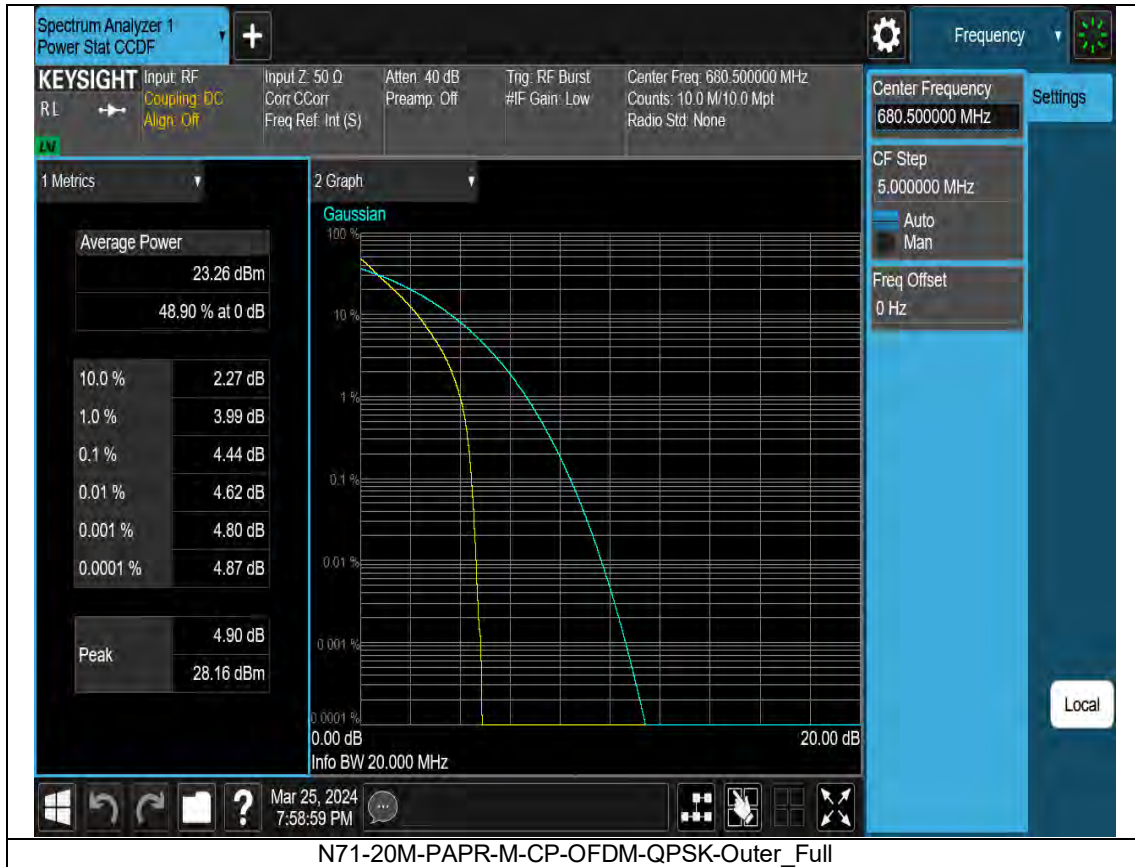 Spectrum Analyzer 1
Power Stat CCDF
+
Frequency
KEYSIGHT
Input: RF
Coupling: DC
Align: Off
Input Z: 50 Ω
Corr CCorr
Freq Ref: Int (S)
Atten: 40 dB
Preamp: Off
Trig: RF Burst
#IF Gain: Low
Center Freq: 680.500000 MHz
Counts: 10.0 M/10.0 Mpt
Radio Std: None
R L
Center Frequency
680.500000 MHz
Settings
CF Step
5.000000 MHz
Auto
Man
Freq Offset
0 Hz
Local
1 Metrics
Average Power
23.26 dBm
48.90 % at 0 dB
10.0 % 2.27 dB
1.0 % 3.99 dB
0.1 % 4.44 dB
0.01 % 4.62 dB
0.001 % 4.80 dB
0.0001 % 4.87 dB
Peak
4.90 dB
28.16 dBm
2 Graph
Gaussian
100 %
10 %
1 %
0.1 %
0.01 %
0.001 %
0.0001 %
0.00 dB 20.00 dB
Info BW 20.000 MHz
?
Mar 25, 2024
7:58:59 PM
N71-20M-PAPR-M-CP-OFDM-QPSK-Outer_Full